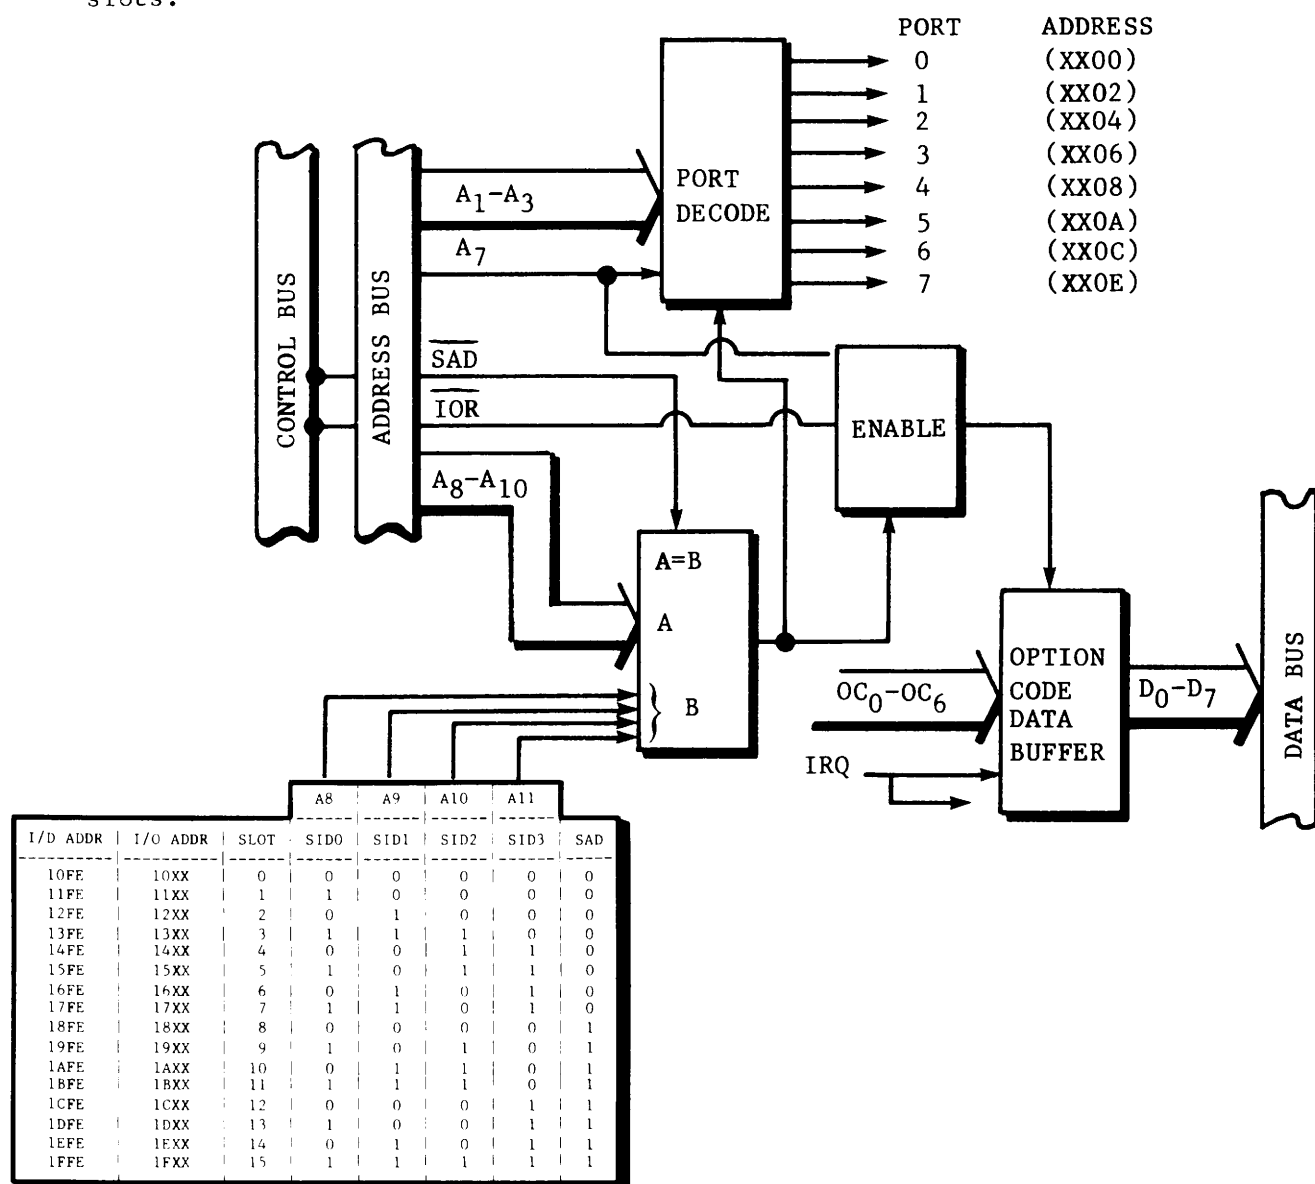 slots.
PORT ADDRESS
0 (XX00)
1 (XX02)
2 (XX04)
3 (XX06)
4 (XX08)
5 (XX0A)
6 (XX0C)
7 (XX0E)
PORT
DECODE
A1-A3
A7
CONTROL BUS
ADDRESS BUS
SAD
IOR
A8-A10
ENABLE
A=B
A
B
OC0-OC6
IRQ
OPTION
CODE
DATA
BUFFER
D0-D7
DATA BUS
A8 A9 A10 A11
I/D ADDR I/O ADDR SLOT SID0 SID1 SID2 SID3 SAD
10FE 10XX 0 0 0 0 0 0
11FE 11XX 1 1 0 0 0 0
12FE 12XX 2 0 1 0 0 0
13FE 13XX 3 1 1 1 0 0
14FE 14XX 4 0 0 1 1 0
15FE 15XX 5 1 0 1 1 0
16FE 16XX 6 0 1 0 1 0
17FE 17XX 7 1 1 0 1 0
18FE 18XX 8 0 0 0 0 1
19FE 19XX 9 1 0 1 0 1
1AFE 1AXX 10 0 1 1 0 1
1BFE 1BXX 11 1 1 1 0 1
1CFE 1CXX 12 0 0 0 1 1
1DFE 1DXX 13 1 0 0 1 1
1EFE 1EXX 14 0 1 0 1 1
1FFE 1FXX 15 1 1 1 1 1